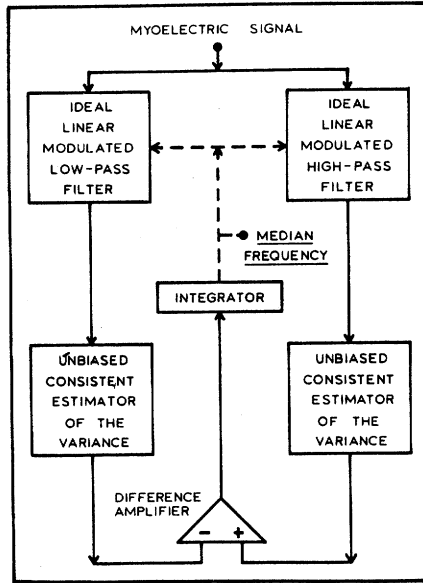 MYOELECTRIC SIGNAL
IDEAL
LINEAR
MODULATED
LOW-PASS
FILTER
IDEAL
LINEAR
MODULATED
HIGH-PASS
FILTER
MEDIAN
FREQUENCY
INTEGRATOR
UNBIASED
CONSISTENT
ESTIMATOR
OF THE
VARIANCE
UNBIASED
CONSISTENT
ESTIMATOR
OF THE
VARIANCE
DIFFERENCE
AMPLIFIER
- +